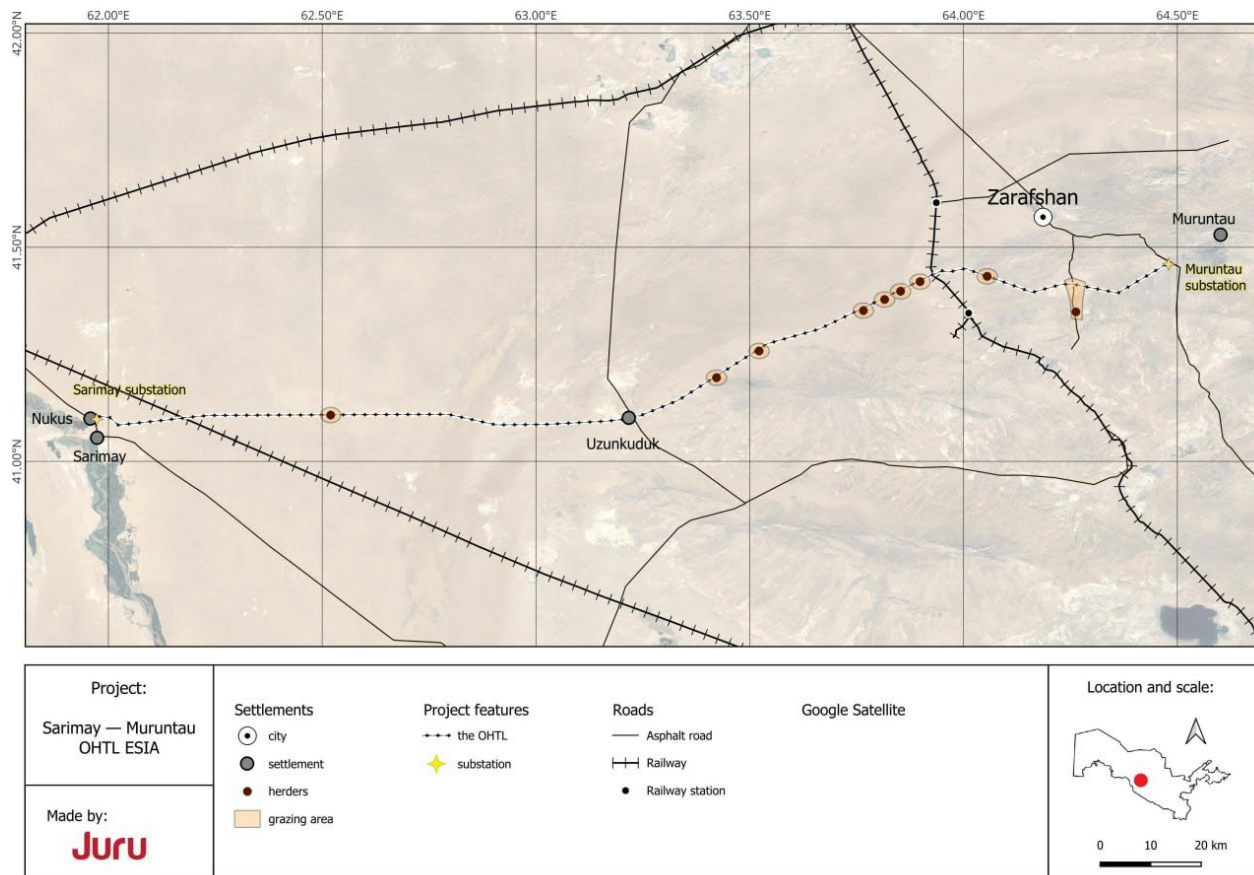 62.00°E 62.50°E 63.00°E 63.50°E 64.00°E 64.50°E
42.00°N
41.50°N
41.00°N
Zarafshan
Muruntau
Muruntau
substation
Sarimay substation
Nukus
Sarimay
Uzunkuduk
Project:
Sarimay — Muruntau
OHTL ESIA
Made by:
Juru
Settlements
city
settlement
herders
grazing area
Project features
the OHTL
substation
Roads
Asphalt road
Railway
Railway station
Google Satellite
Location and scale:
0 10 20 km